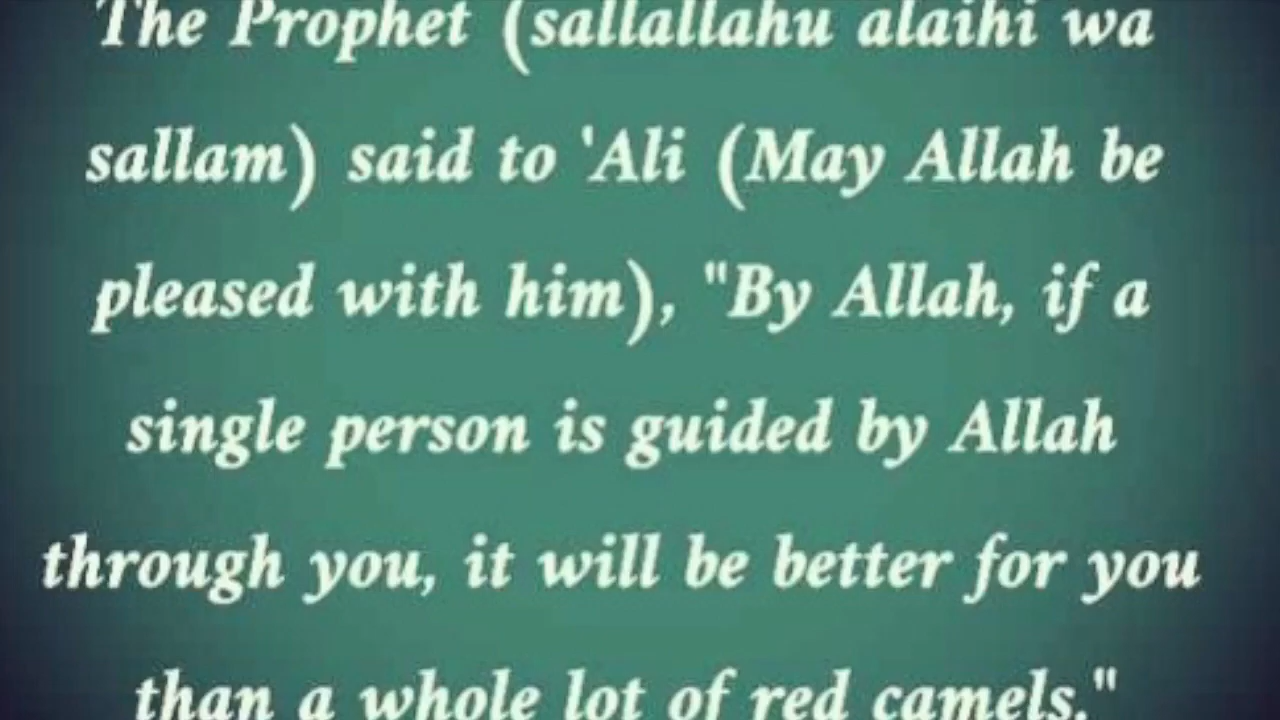 The Prophet (sallallahu alaihi wa
sallam) said to 'Ali (May Allah be
pleased with him), "By Allah, if a
single person is guided by Allah
through you, it will be better for you
than a whole lot of red camels."